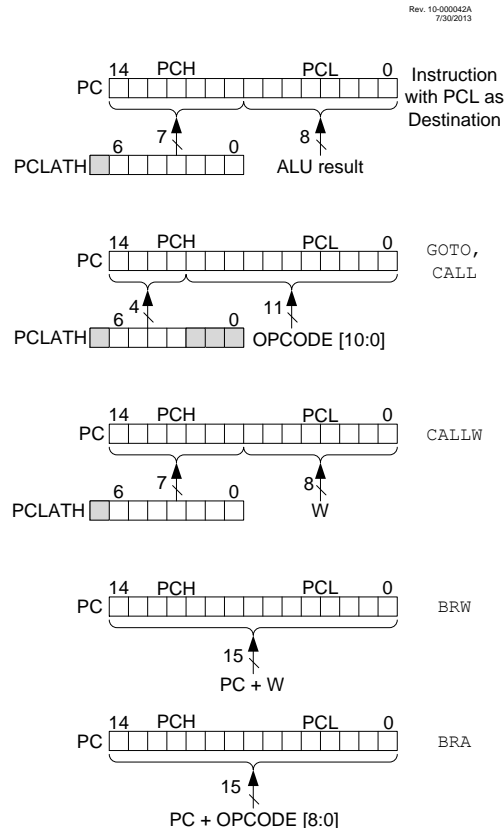 Rev. 10-000042A
7/30/2013
14 PCH PCL 0
PC
Instruction
with PCL as
Destination
7 8
6 0
PCLATH
ALU result
14 PCH PCL 0
PC
GOTO,
CALL
4 11
6 0
PCLATH
OPCODE [10:0]
14 PCH PCL 0
PC
CALLW
7 8
6 0
PCLATH
W
14 PCH PCL 0
PC
BRW
15
PC + W
14 PCH PCL 0
PC
BRA
15
PC + OPCODE [8:0]